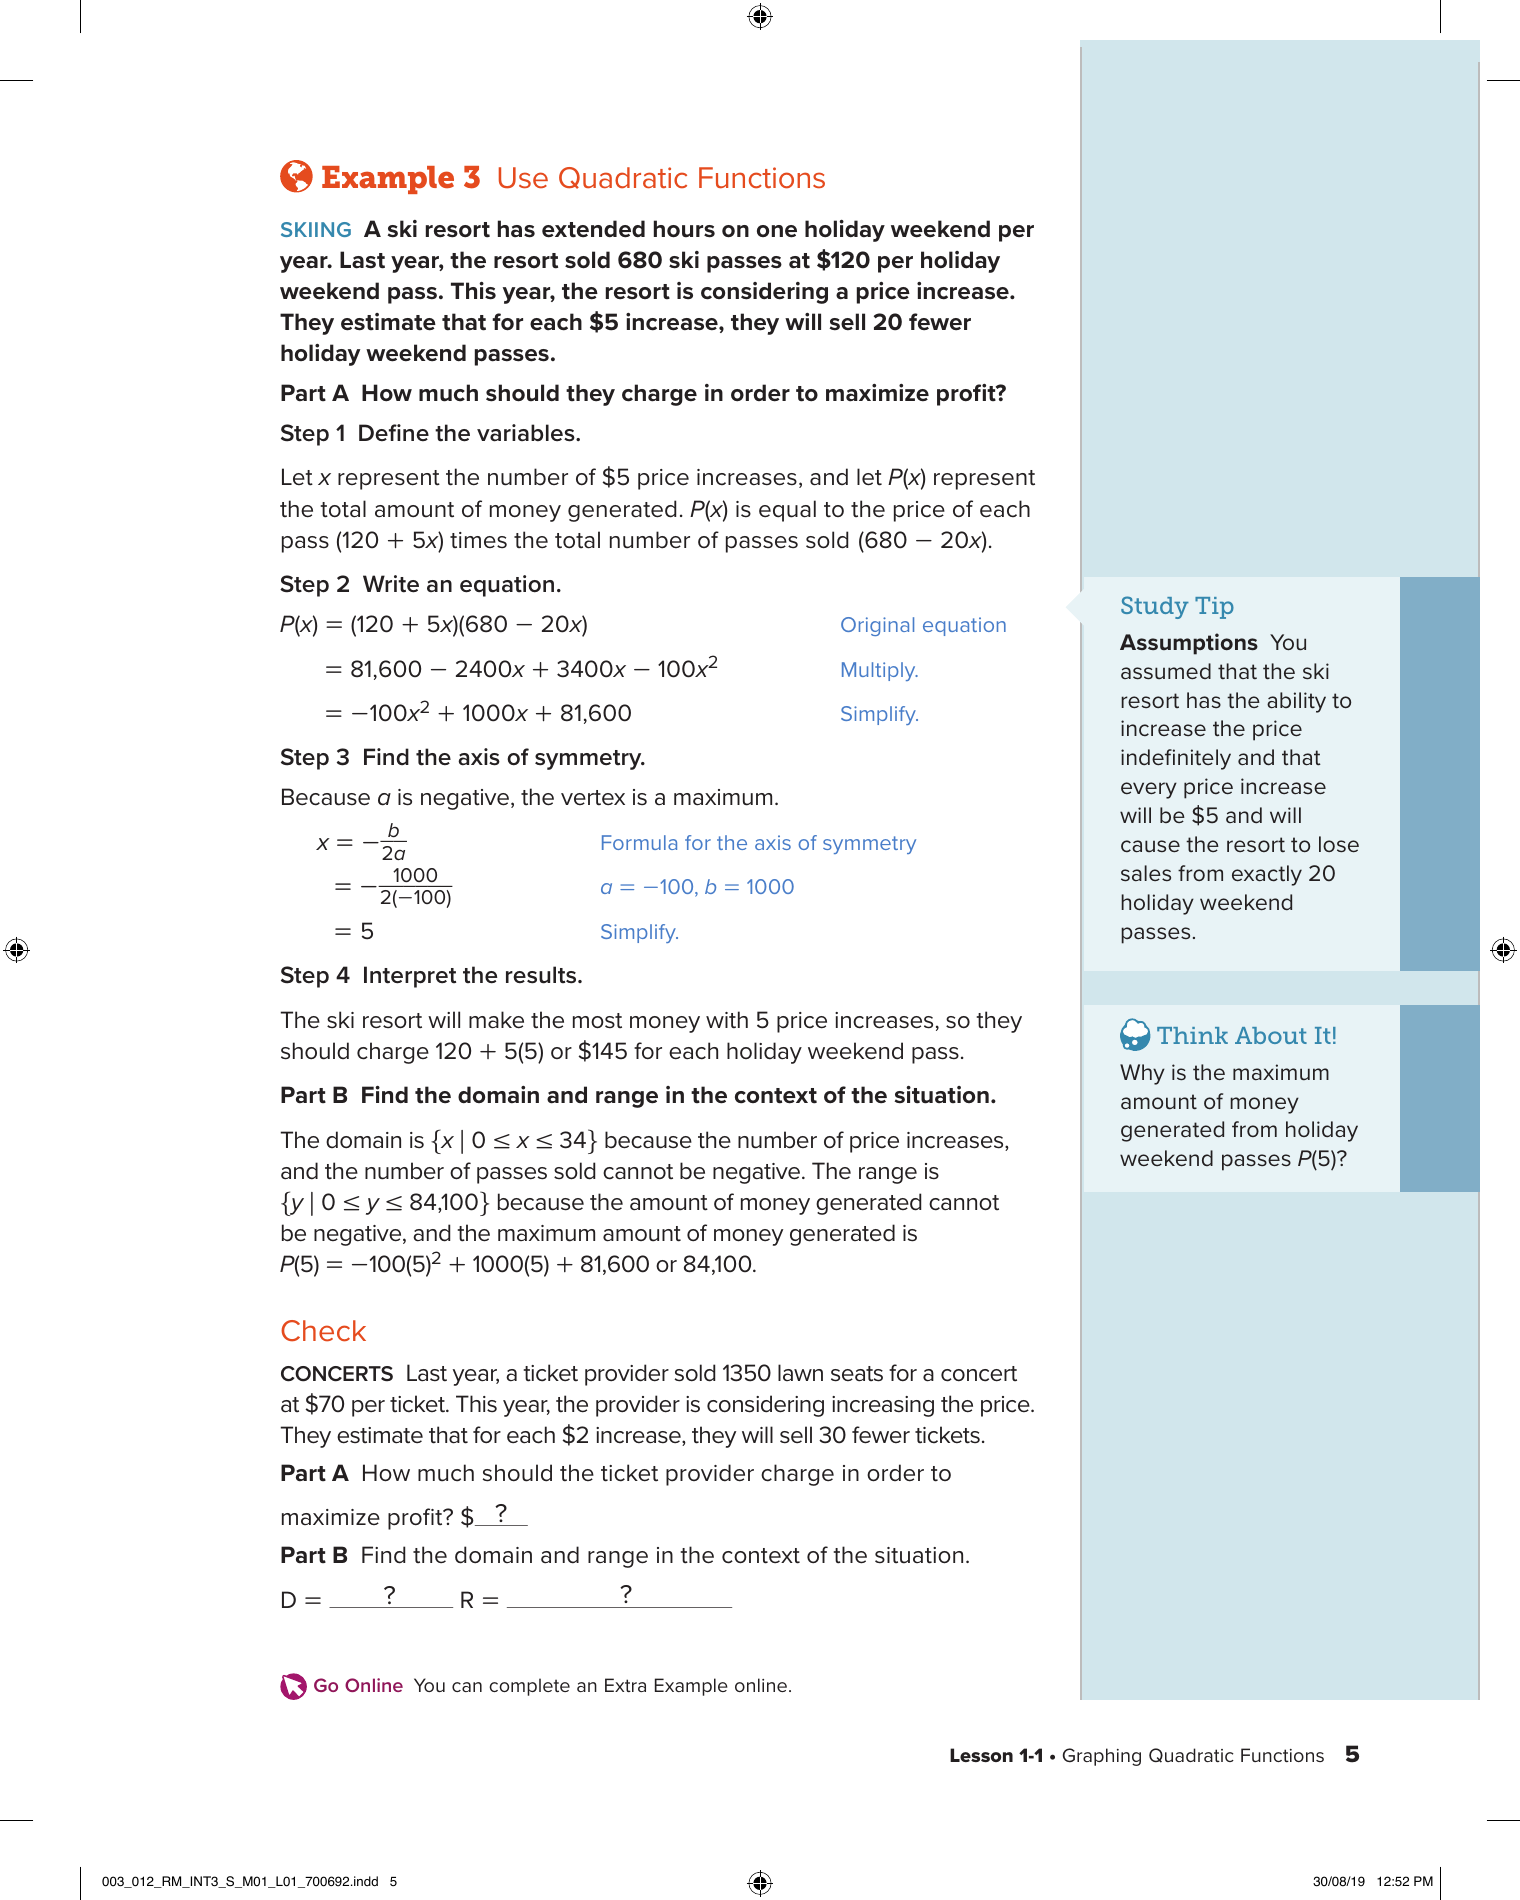 Example 3 Use Quadratic Functions
SKIING A ski resort has extended hours on one holiday weekend per
year. Last year, the resort sold 680 ski passes at $120 per holiday
weekend pass. This year, the resort is considering a price increase.
They estimate that for each $5 increase, they will sell 20 fewer
holiday weekend passes.
Part A How much should they charge in order to maximize profit?
Step 1 Define the variables.
Let x represent the number of $5 price increases, and let P(x) represent
the total amount of money generated. P(x) is equal to the price of each
pass (120 + 5x) times the total number of passes sold (680 − 20x).
Step 2 Write an equation.
P(x) = (120 + 5x)(680 − 20x) Original equation
= 81,600 − 2400x + 3400x − 100x² Multiply.
= −100x² + 1000x + 81,600 Simplify.
Step 3 Find the axis of symmetry.
Because a is negative, the vertex is a maximum.
x = −b/2a Formula for the axis of symmetry
= −1000/2(−100) a = −100, b = 1000
= 5 Simplify.
Step 4 Interpret the results.
The ski resort will make the most money with 5 price increases, so they
should charge 120 + 5(5) or $145 for each holiday weekend pass.
Part B Find the domain and range in the context of the situation.
The domain is {x | 0 ≤ x ≤ 34} because the number of price increases,
and the number of passes sold cannot be negative. The range is
{y | 0 ≤ y ≤ 84,100} because the amount of money generated cannot
be negative, and the maximum amount of money generated is
P(5) = −100(5)² + 1000(5) + 81,600 or 84,100.
Check
CONCERTS Last year, a ticket provider sold 1350 lawn seats for a concert
at $70 per ticket. This year, the provider is considering increasing the price.
They estimate that for each $2 increase, they will sell 30 fewer tickets.
Part A How much should the ticket provider charge in order to
maximize profit? $ ?
Part B Find the domain and range in the context of the situation.
D = ? R = ?
Go Online You can complete an Extra Example online.
Study Tip
Assumptions You
assumed that the ski
resort has the ability to
increase the price
indefinitely and that
every price increase
will be $5 and will
cause the resort to lose
sales from exactly 20
holiday weekend
passes.
Think About It!
Why is the maximum
amount of money
generated from holiday
weekend passes P(5)?
Lesson 1-1 • Graphing Quadratic Functions 5
003_012_RM_INT3_S_M01_L01_700692.indd 5
30/08/19 12:52 PM